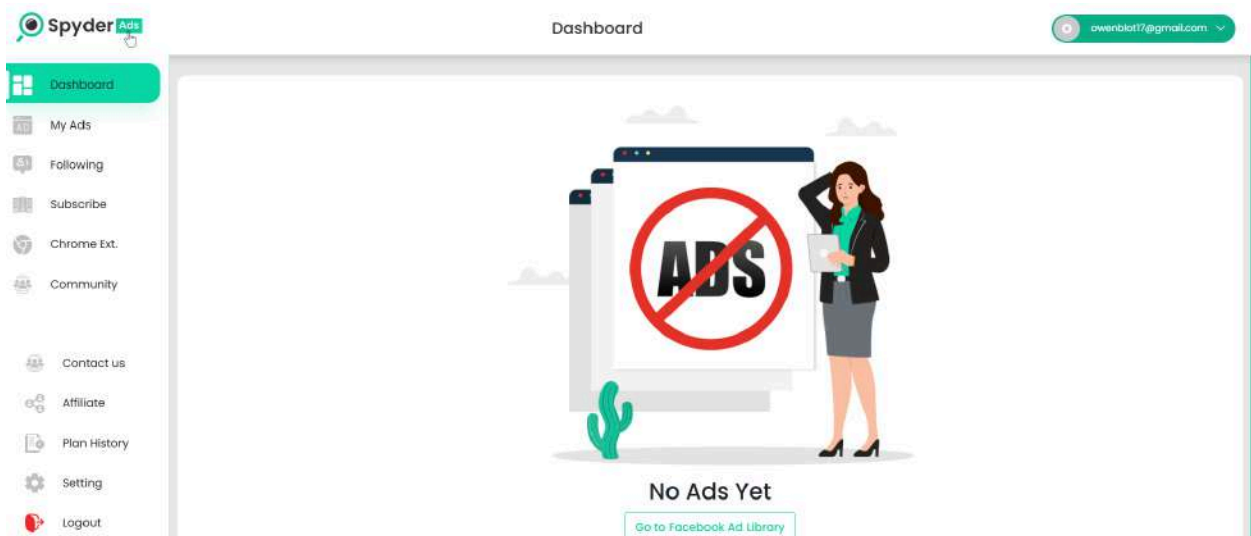 Spyder Ads
Dashboard
owenblot17@gmail.com
Dashboard
AD
My Ads
Following
Subscribe
Chrome Ext.
Community
Contact us
Affiliate
Plan History
Setting
Logout
ADS
No Ads Yet
Go to Facebook Ad Library